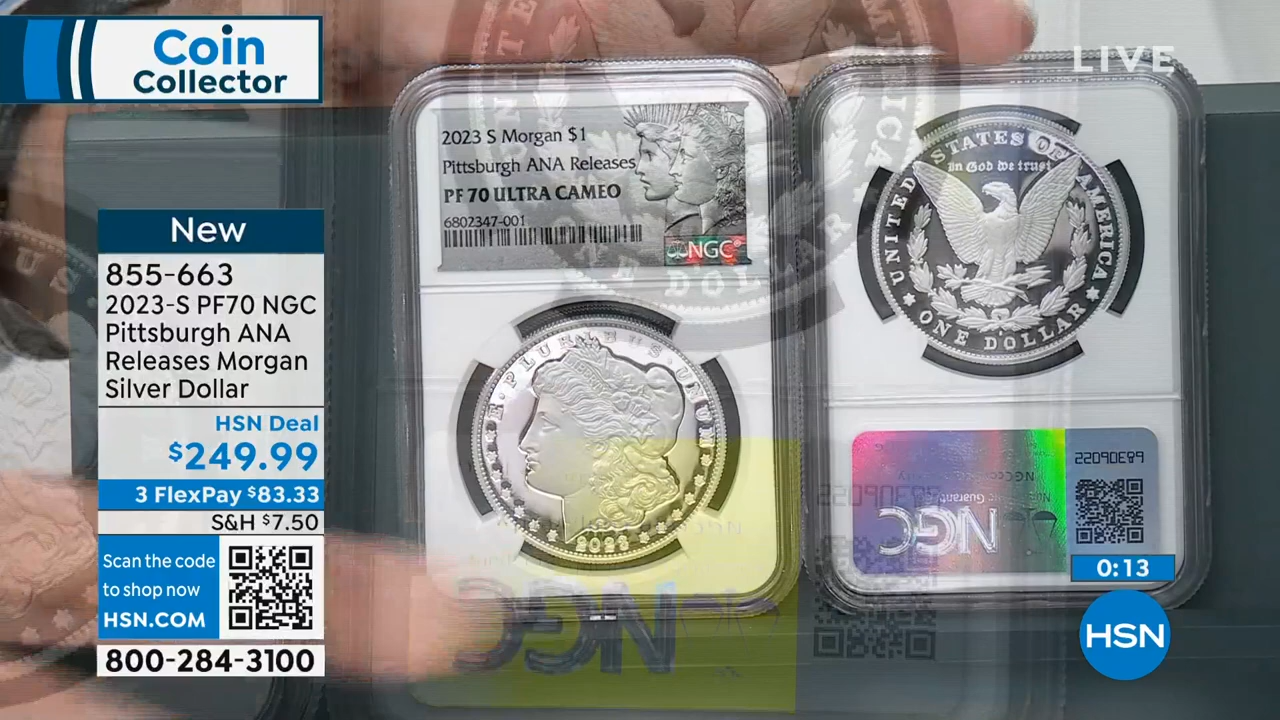 Coin
Collector
LIVE
New
855-663
2023-S PF70 NGC
Pittsburgh ANA
Releases Morgan
Silver Dollar
HSN Deal
$249.99
3 FlexPay $83.33
S&H $7.50
Scan the code
to shop now
HSN.COM
800-284-3100
2023 S Morgan $1
Pittsburgh ANA Releases
PF 70 ULTRA CAMEO
6802347-001
NGC
E · PLURIBUS · UNUM
2023
UNITED STATES OF AMERICA
In God we trust
ONE DOLLAR
NGC
0:13
HSN
AMERICA
DOLLAR
NGC